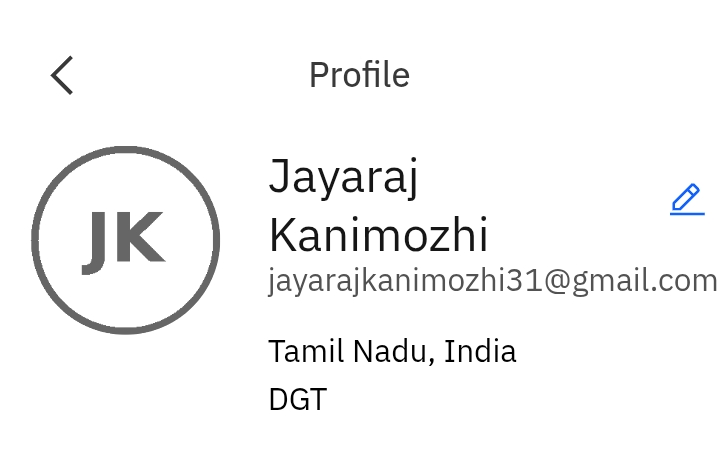 Profile
JK
Jayaraj
Kanimozhi
jayarajkanimozhi31@gmail.com
Tamil Nadu, India
DGT